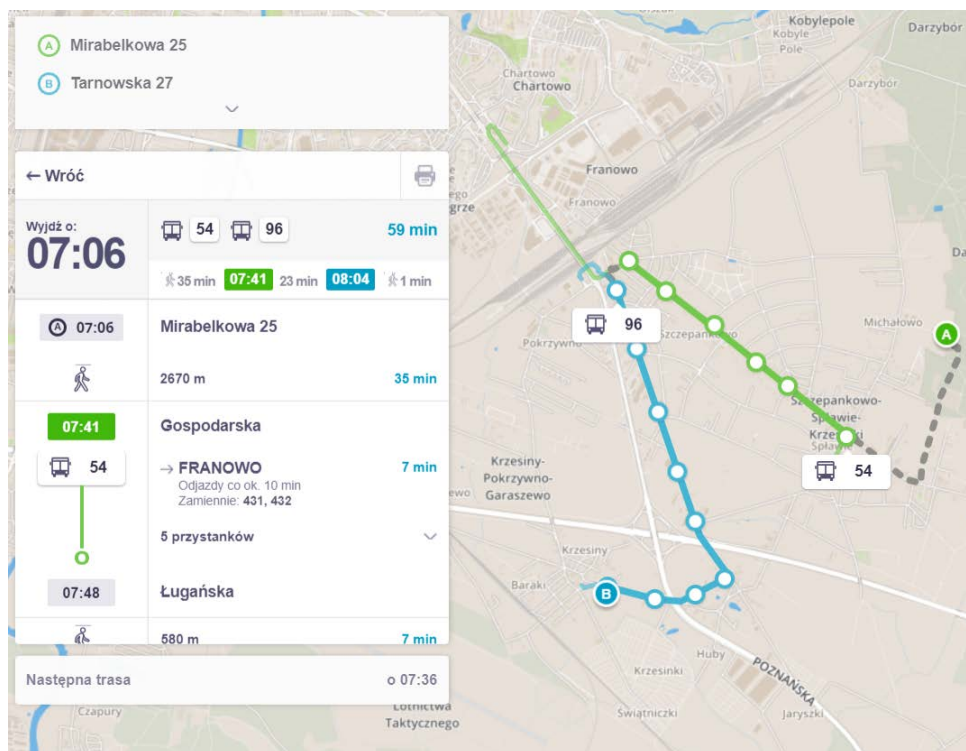 A Mirabelkowa 25
B Tarnowska 27
← Wróć
Wyjdź o:
07:06
54 96 59 min
35 min 07:41 23 min 08:04 1 min
A 07:06 Mirabelkowa 25
2670 m 35 min
07:41 Gospodarska
54 → FRANOWO 7 min
Odjazdy co ok. 10 min
Zamiennie: 431, 432
5 przystanków
07:48 Ługańska
580 m 7 min
Następna trasa o 07:36
Kobylepole
Kobyle
Pole
Darzybór
Chartowo
Chartowo
Darzybór
Franowo
Franowo
96
Szczepankowo
Pokrzywno
Michałowo
A
Szczepankowo-
Spławie-
Krzesinki
Spławie
54
Krzesiny-
Pokrzywno-
Garaszewo
Krzesiny
Baraki
B
Huby
Krzesinki
POZNAŃSKA
Świątniczki
Jaryszki
Czapury
Lotnictwa
Taktycznego